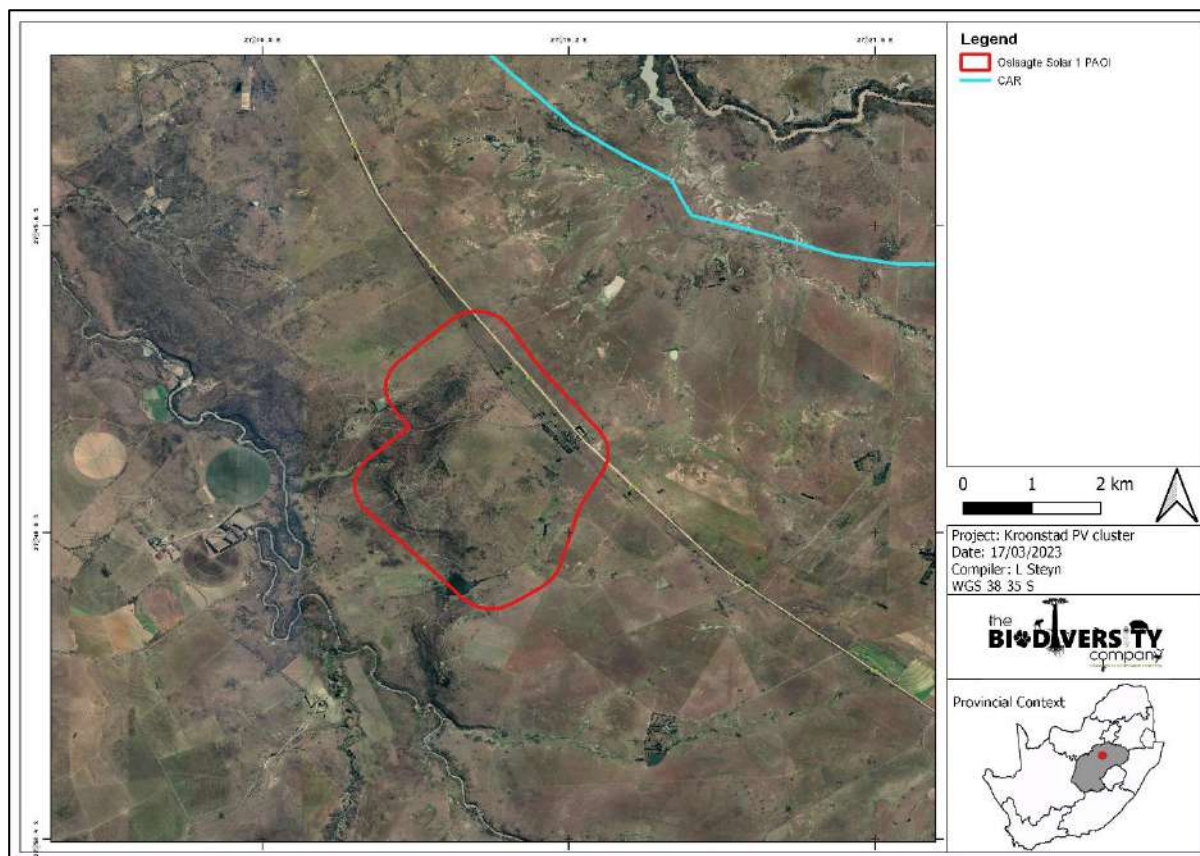 Legend
Oslaagte Solar 1 PAOI
CAR
0 1 2 km
Project: Kroonstad PV cluster
Date: 17/03/2023
Compiler: L Steyn
WGS 38 35 S
the
BIODIVERSITY
company
Provincial Context